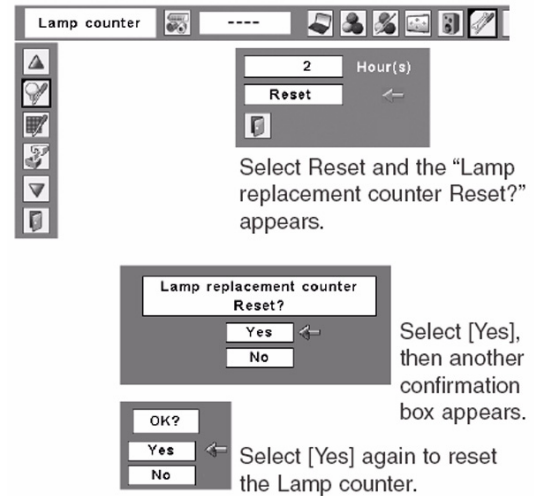 Lamp counter
----
2 Hour(s)
Reset
Select Reset and the “Lamp
replacement counter Reset?”
appears.
Lamp replacement counter
Reset?
Yes
No
Select [Yes],
then another
confirmation
box appears.
OK?
Yes
No
Select [Yes] again to reset
the Lamp counter.